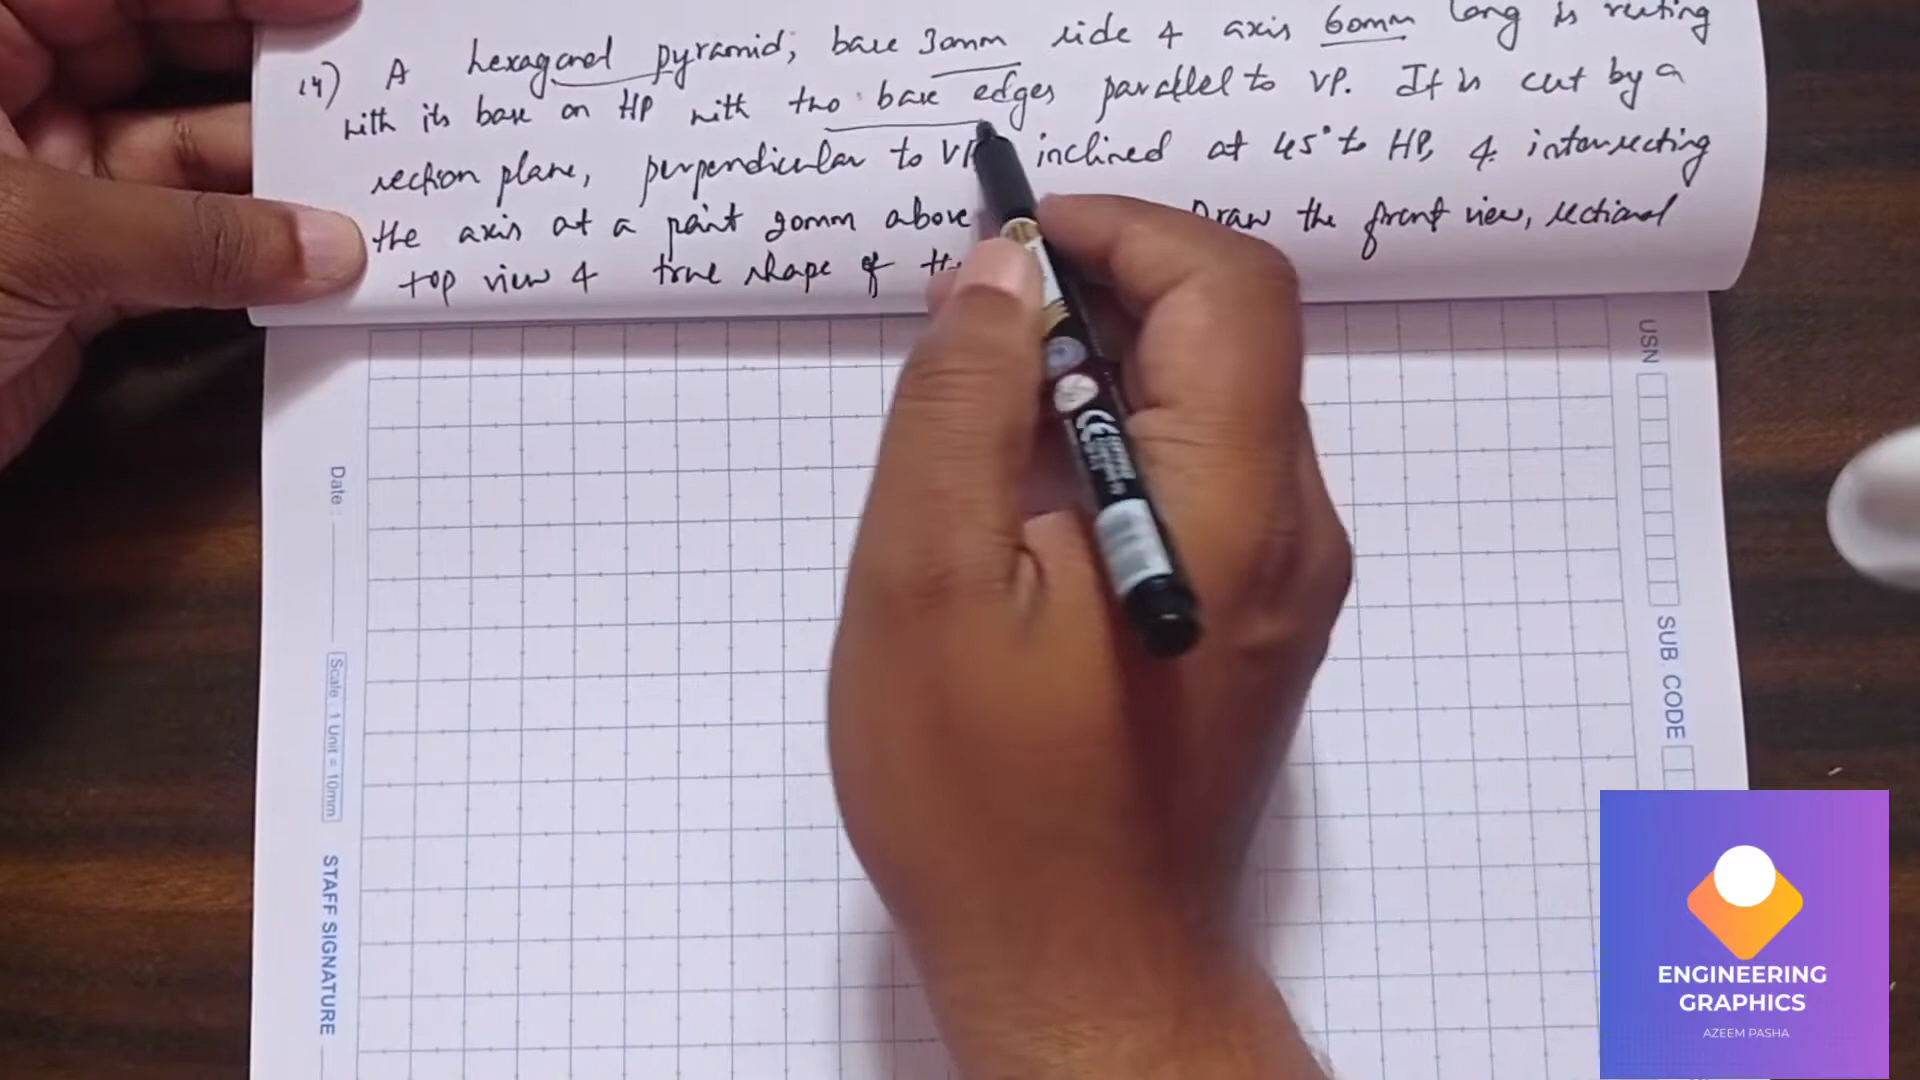 14) A hexagonal pyramid, base 30mm side & axis 60mm long is resting
with its base on HP with two base edges parallel to VP. It is cut by a
section plane, perpendicular to VP inclined at 45° to HP, & intersecting
the axis at a point 20mm above Draw the front view, sectional
top view & true shape of
USN
SUB. CODE
Date :
Scale : 1 Unit = 10mm
STAFF SIGNATURE
CE
ENGINEERING
GRAPHICS
AZEEM PASHA